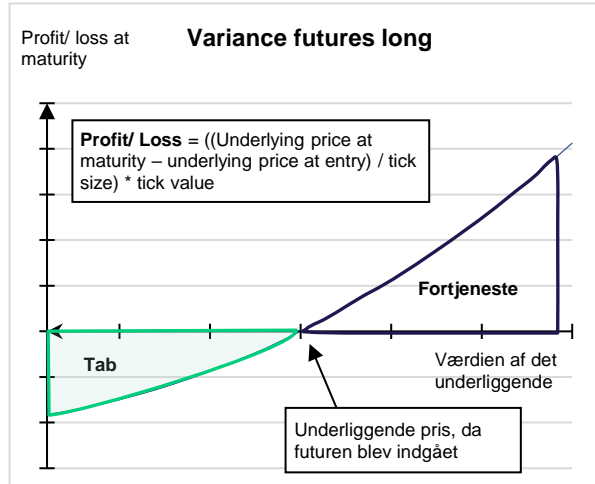 Profit/ loss at
maturity
Variance futures long
Profit/ Loss = ((Underlying price at
maturity – underlying price at entry) / tick
size) * tick value
Fortjeneste
Tab
Værdien af det
underliggende
Underliggende pris, da
futuren blev indgået